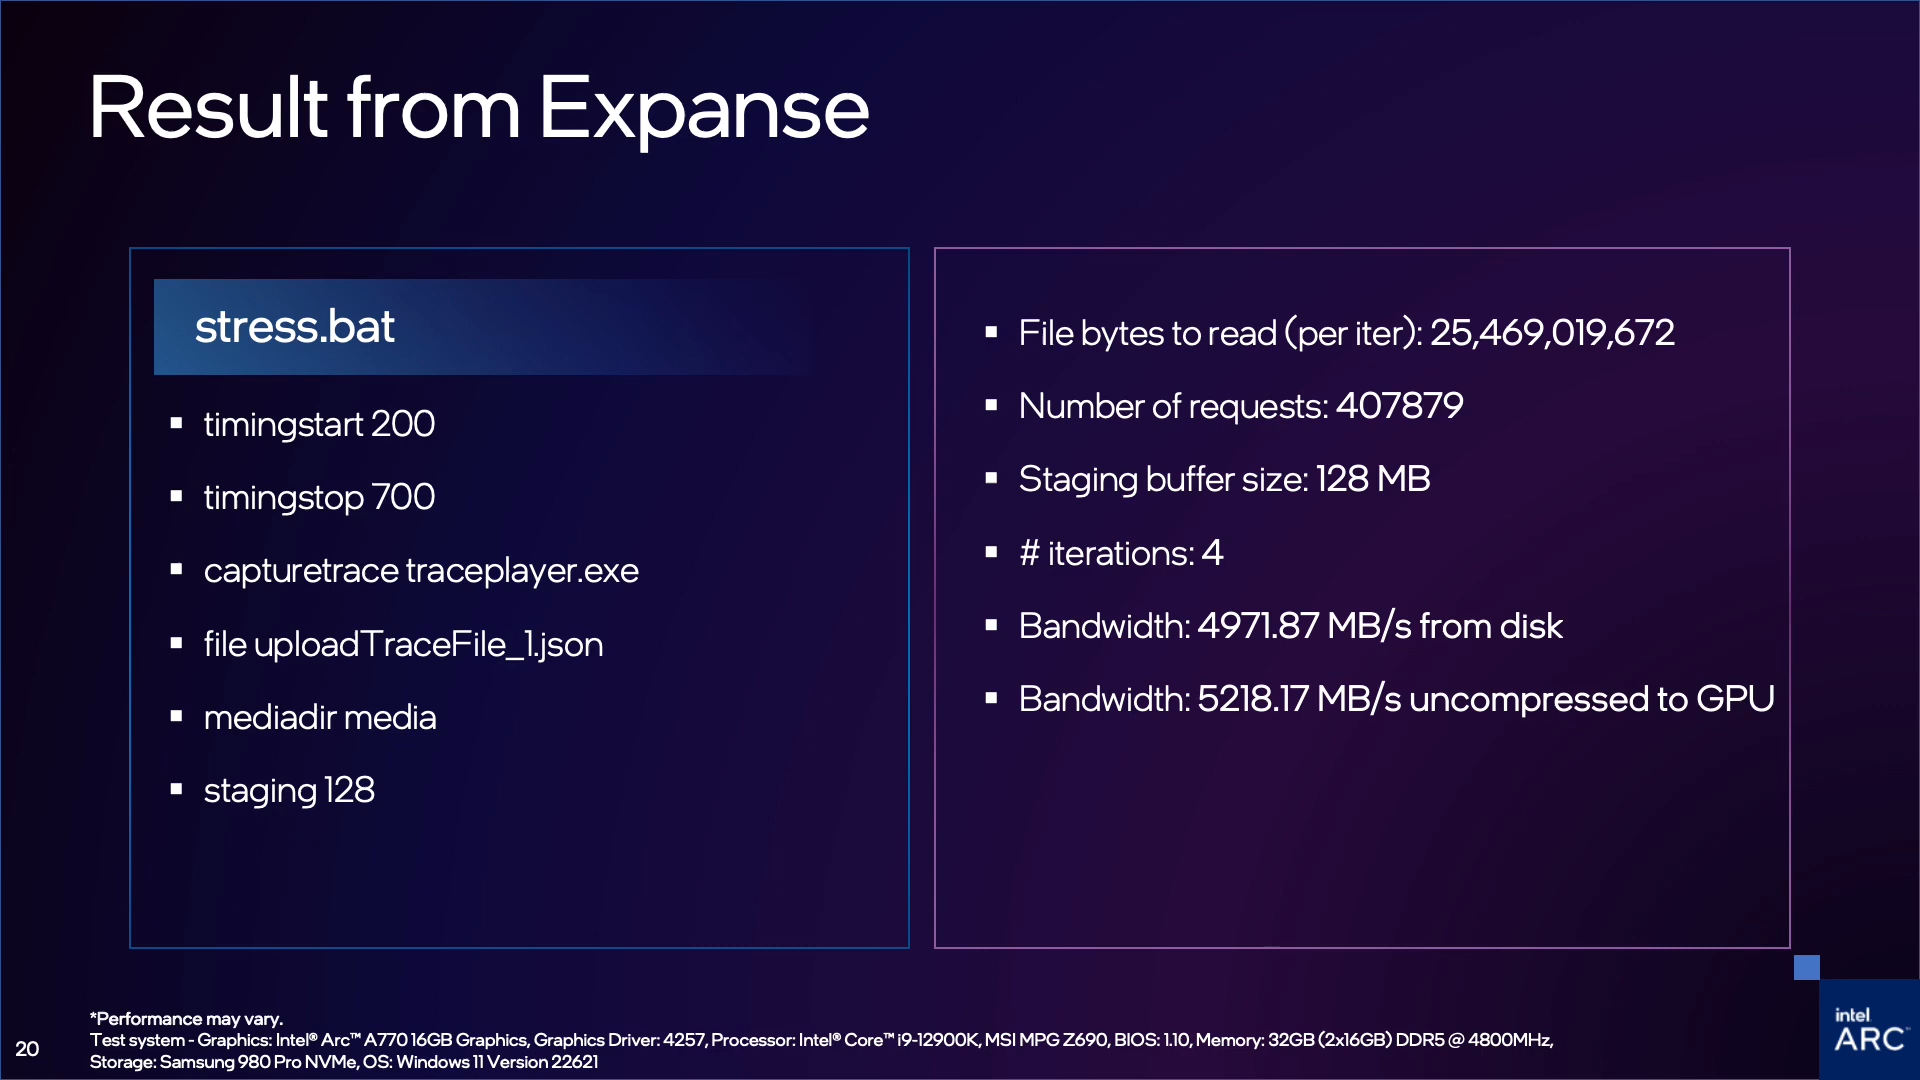 Result from Expanse
stress.bat
▪ timingstart 200
▪ timingstop 700
▪ capturetrace traceplayer.exe
▪ file uploadTraceFile_1.json
▪ mediadir media
▪ staging 128
▪ File bytes to read (per iter): 25,469,019,672
▪ Number of requests: 407879
▪ Staging buffer size: 128 MB
▪ # iterations: 4
▪ Bandwidth: 4971.87 MB/s from disk
▪ Bandwidth: 5218.17 MB/s uncompressed to GPU
*Performance may vary.
Test system - Graphics: Intel® Arc™ A770 16GB Graphics, Graphics Driver: 4257, Processor: Intel® Core™ i9-12900K, MSI MPG Z690, BIOS: 1.10, Memory: 32GB (2x16GB) DDR5 @ 4800MHz,
Storage: Samsung 980 Pro NVMe, OS: Windows 11 Version 22621
20
intel
ARC™